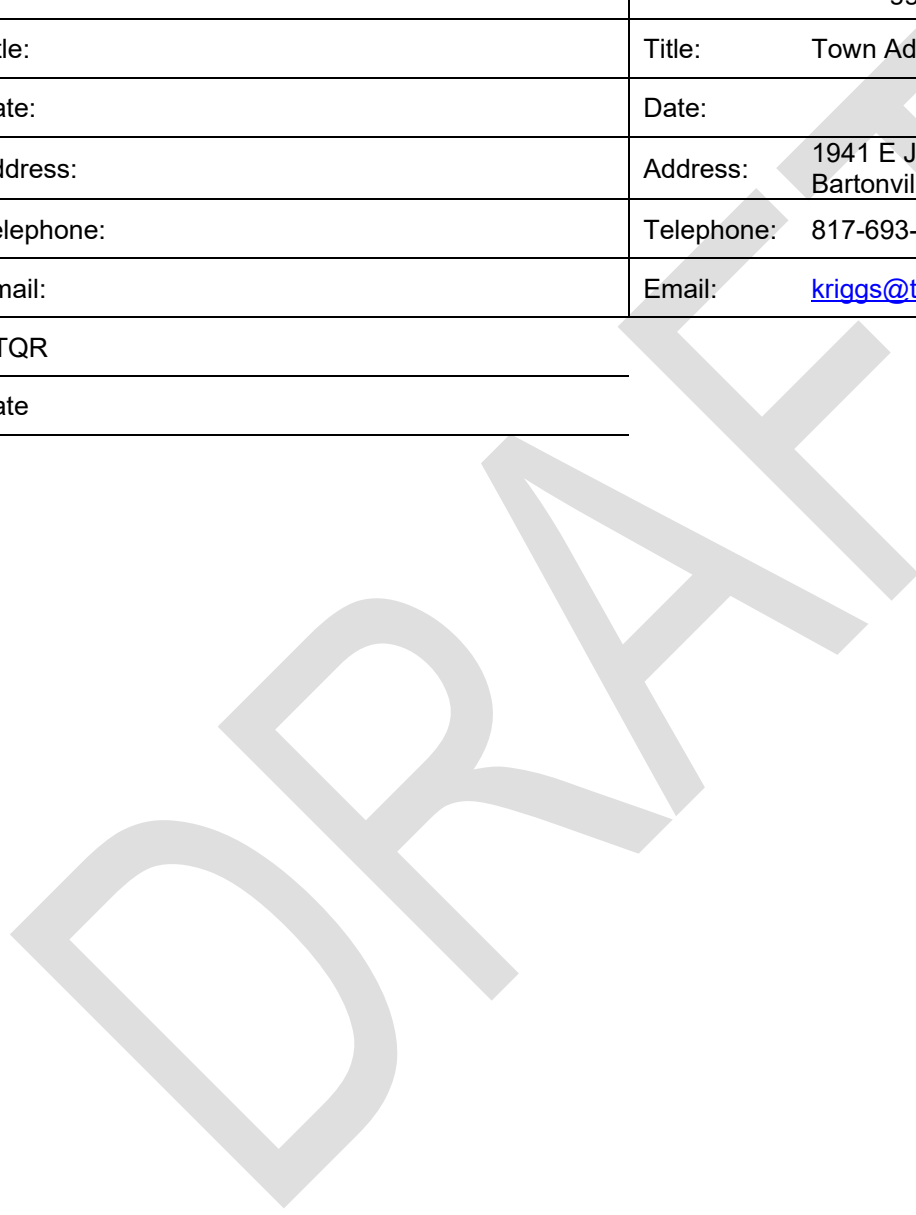 tle:
Title: Town Ad
ate:
Date:
ddress:
Address: 1941 E J
Bartonvil
elephone:
Telephone: 817-693-
mail:
Email: kriggs@t
TQR
ate
DRAFT